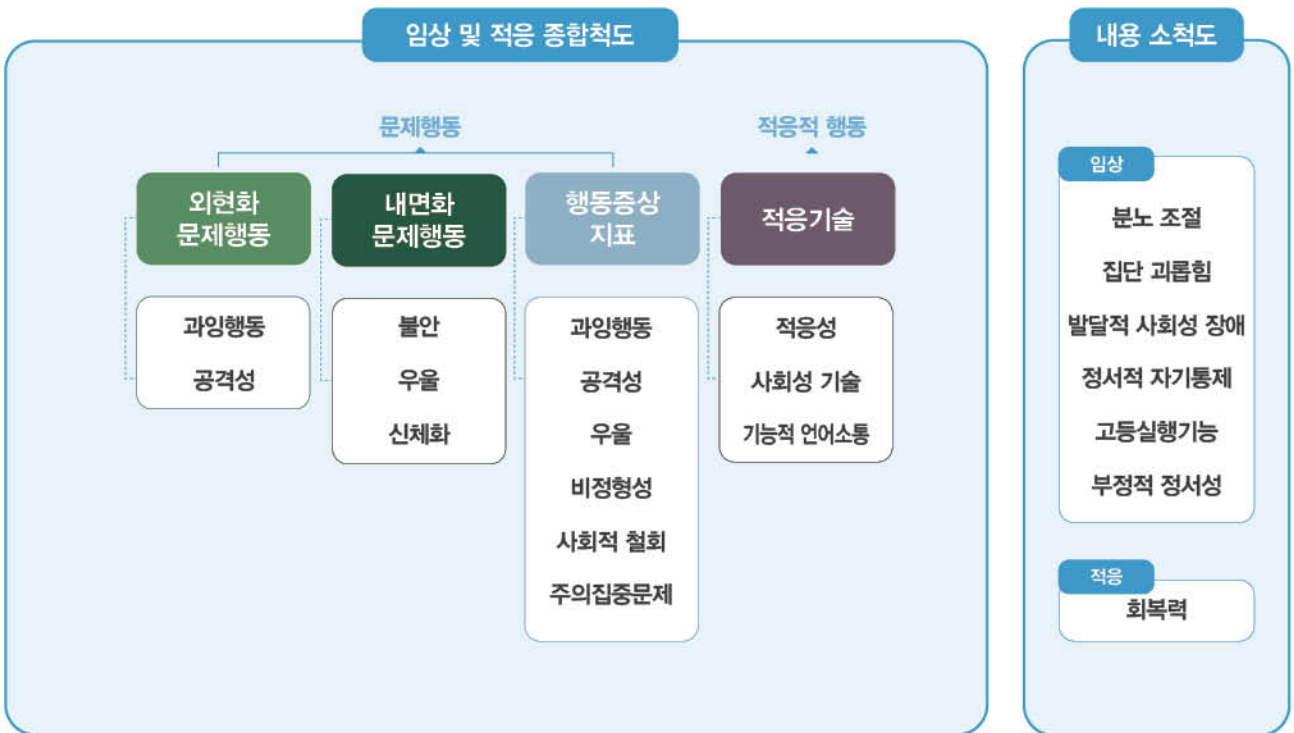 임상 및 적응 종합척도
문제행동
적응적 행동
외현화
문제행동
과잉행동
공격성
내면화
문제행동
불안
우울
신체화
행동증상
지표
과잉행동
공격성
우울
비정형성
사회적 철회
주의집중문제
적응기술
적응성
사회성 기술
기능적 언어소통
내용 소척도
임상
분노 조절
집단 괴롭힘
발달적 사회성 장애
정서적 자기통제
고등실행기능
부정적 정서성
적응
회복력